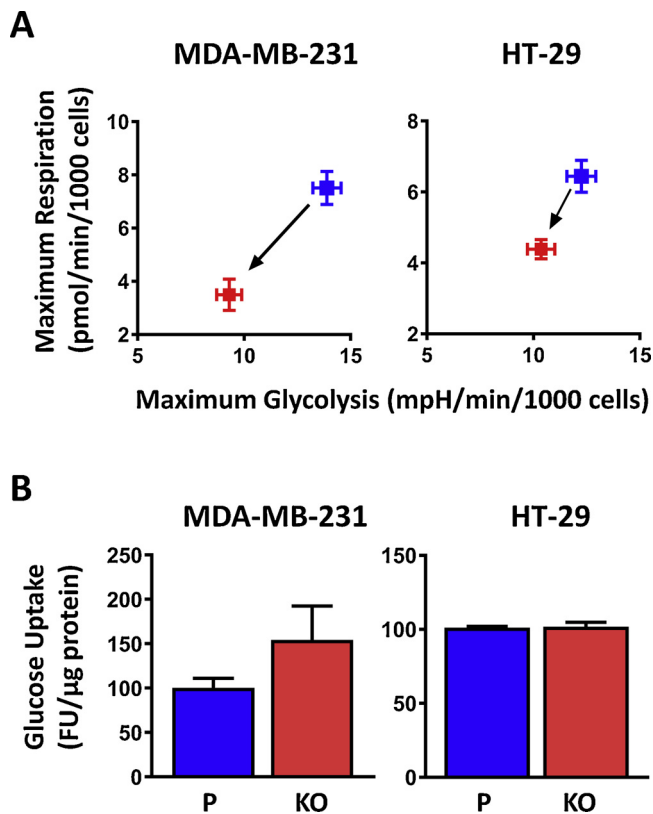 A
MDA-MB-231
HT-29
Maximum Respiration
(pmol/min/1000 cells)
10
8
6
4
2
5
10
15
8
6
4
2
5
10
15
Maximum Glycolysis (mpH/min/1000 cells)
B
MDA-MB-231
HT-29
Glucose Uptake
(FU/µg protein)
250
200
150
100
50
0
P
KO
150
100
50
0
P
KO